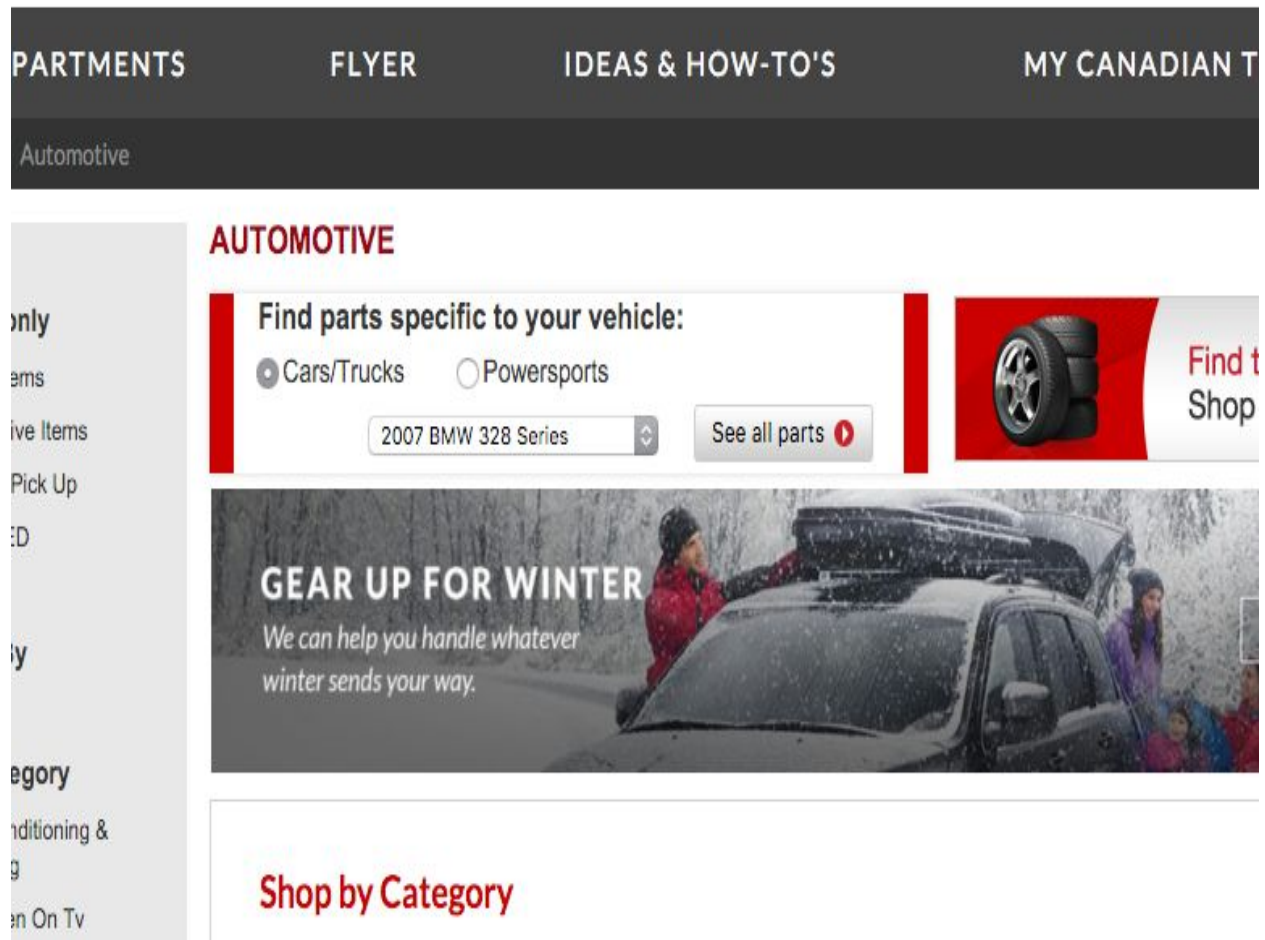 PARTMENTS FLYER IDEAS & HOW-TO'S MY CANADIAN T
Automotive
only
ems
ive Items
Pick Up
ED
By
egory
nditioning &
g
en On Tv
AUTOMOTIVE
Find parts specific to your vehicle:
Cars/Trucks Powersports
2007 BMW 328 Series See all parts
Find t
Shop
GEAR UP FOR WINTER
We can help you handle whatever
winter sends your way.
Shop by Category